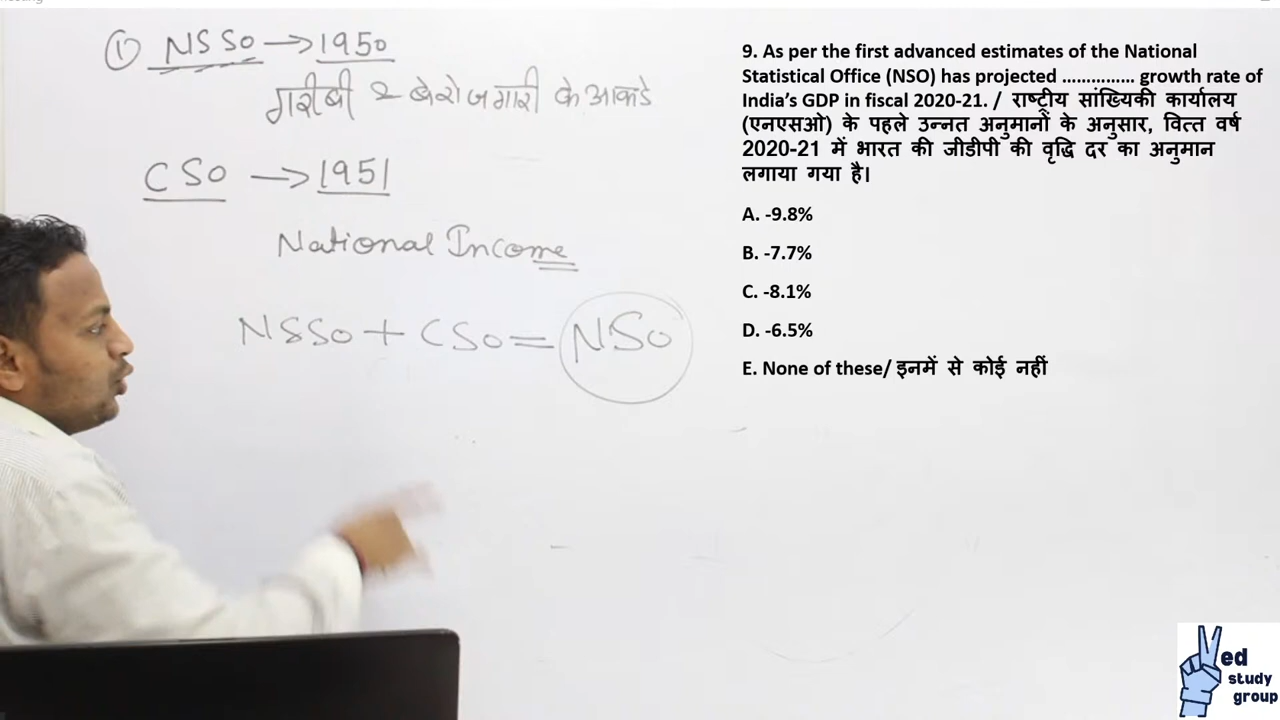 ① NSSO → 1950
गरीबी व बेरोजगारी के आकडे
CSO → 1951
National Income
NSSO + CSO = NSO
9. As per the first advanced estimates of the National
Statistical Office (NSO) has projected ............... growth rate of
India’s GDP in fiscal 2020-21. / राष्ट्रीय सांख्यिकी कार्यालय
(एनएसओ) के पहले उन्नत अनुमानों के अनुसार, वित्त वर्ष
2020-21 में भारत की जीडीपी की वृद्धि दर का अनुमान
लगाया गया है।
A. -9.8%
B. -7.7%
C. -8.1%
D. -6.5%
E. None of these/ इनमें से कोई नहीं
Ved
study
group